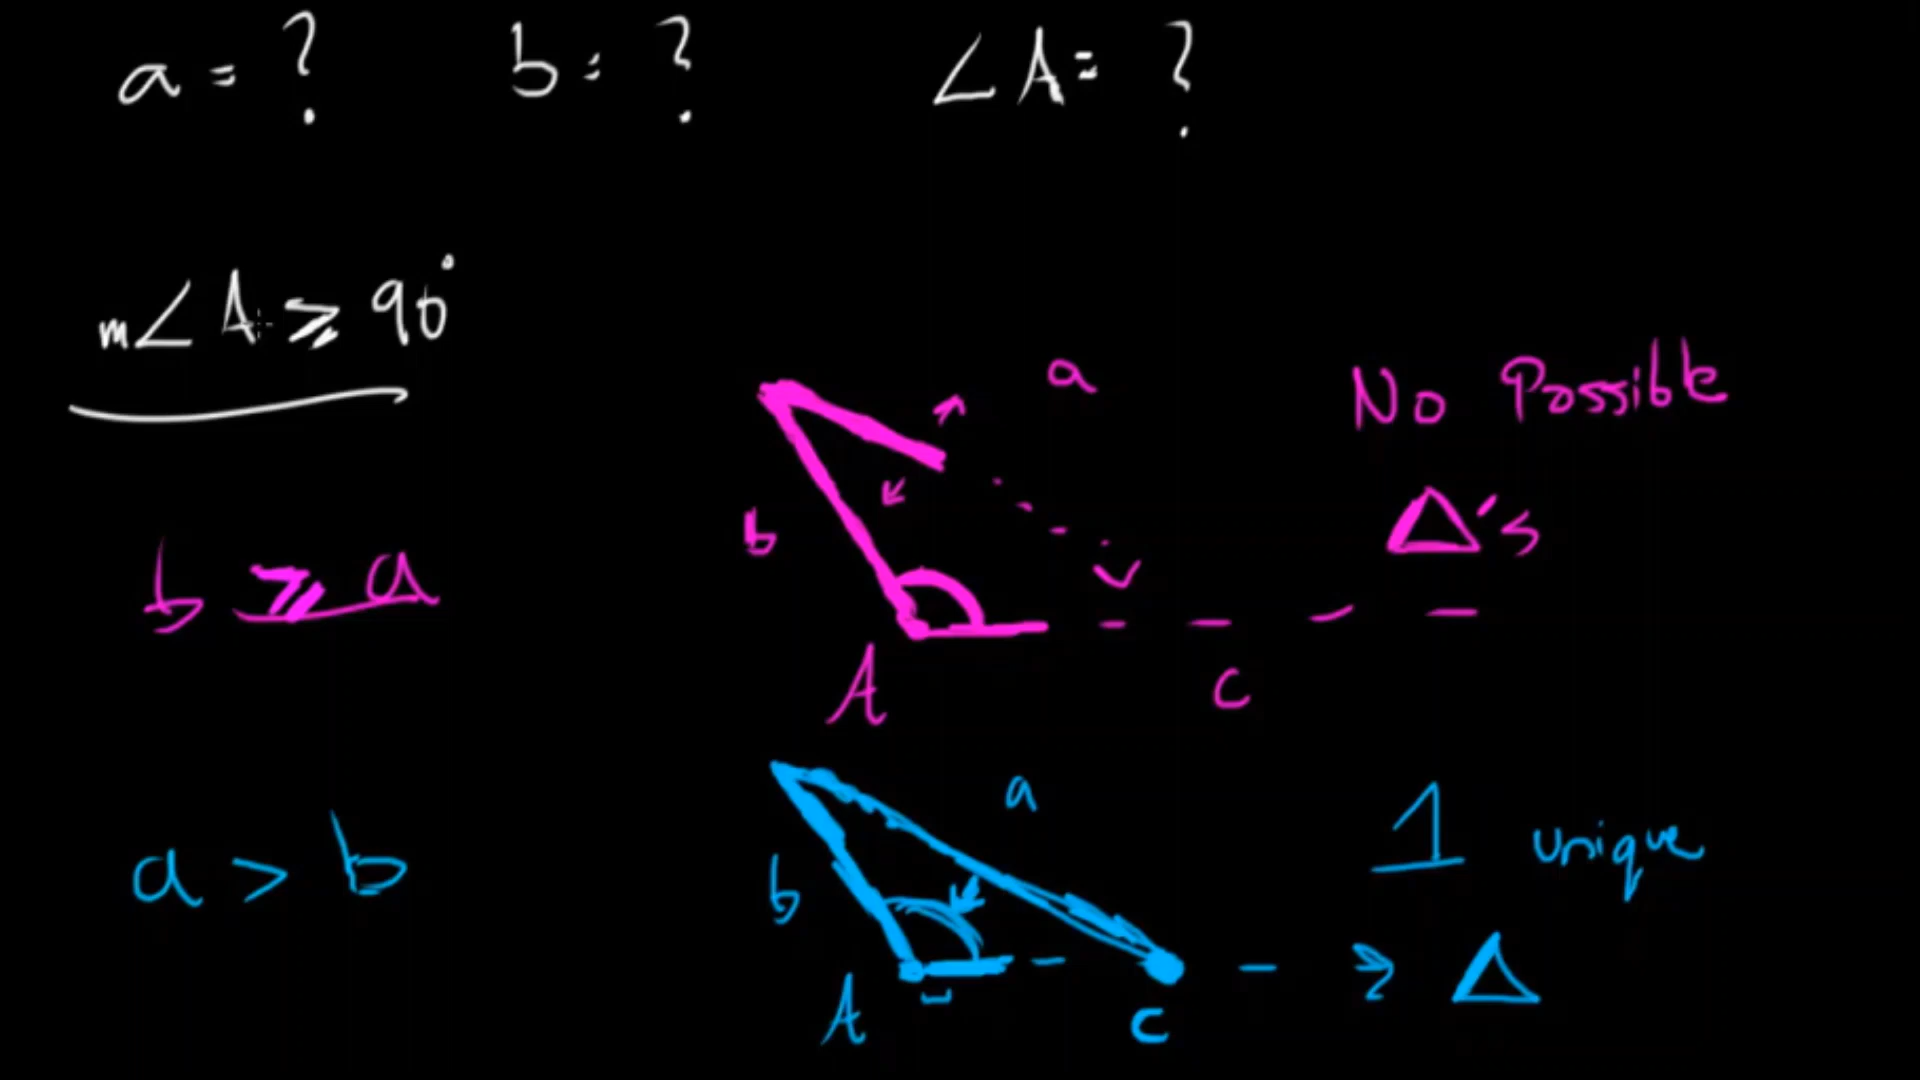 a = ? b = ? ∠A = ?
m∠A ≥ 90°
a
No Possible
Δ's
b
b ≥ a
A
c
a
1 unique
a > b
b
Δ
A
c